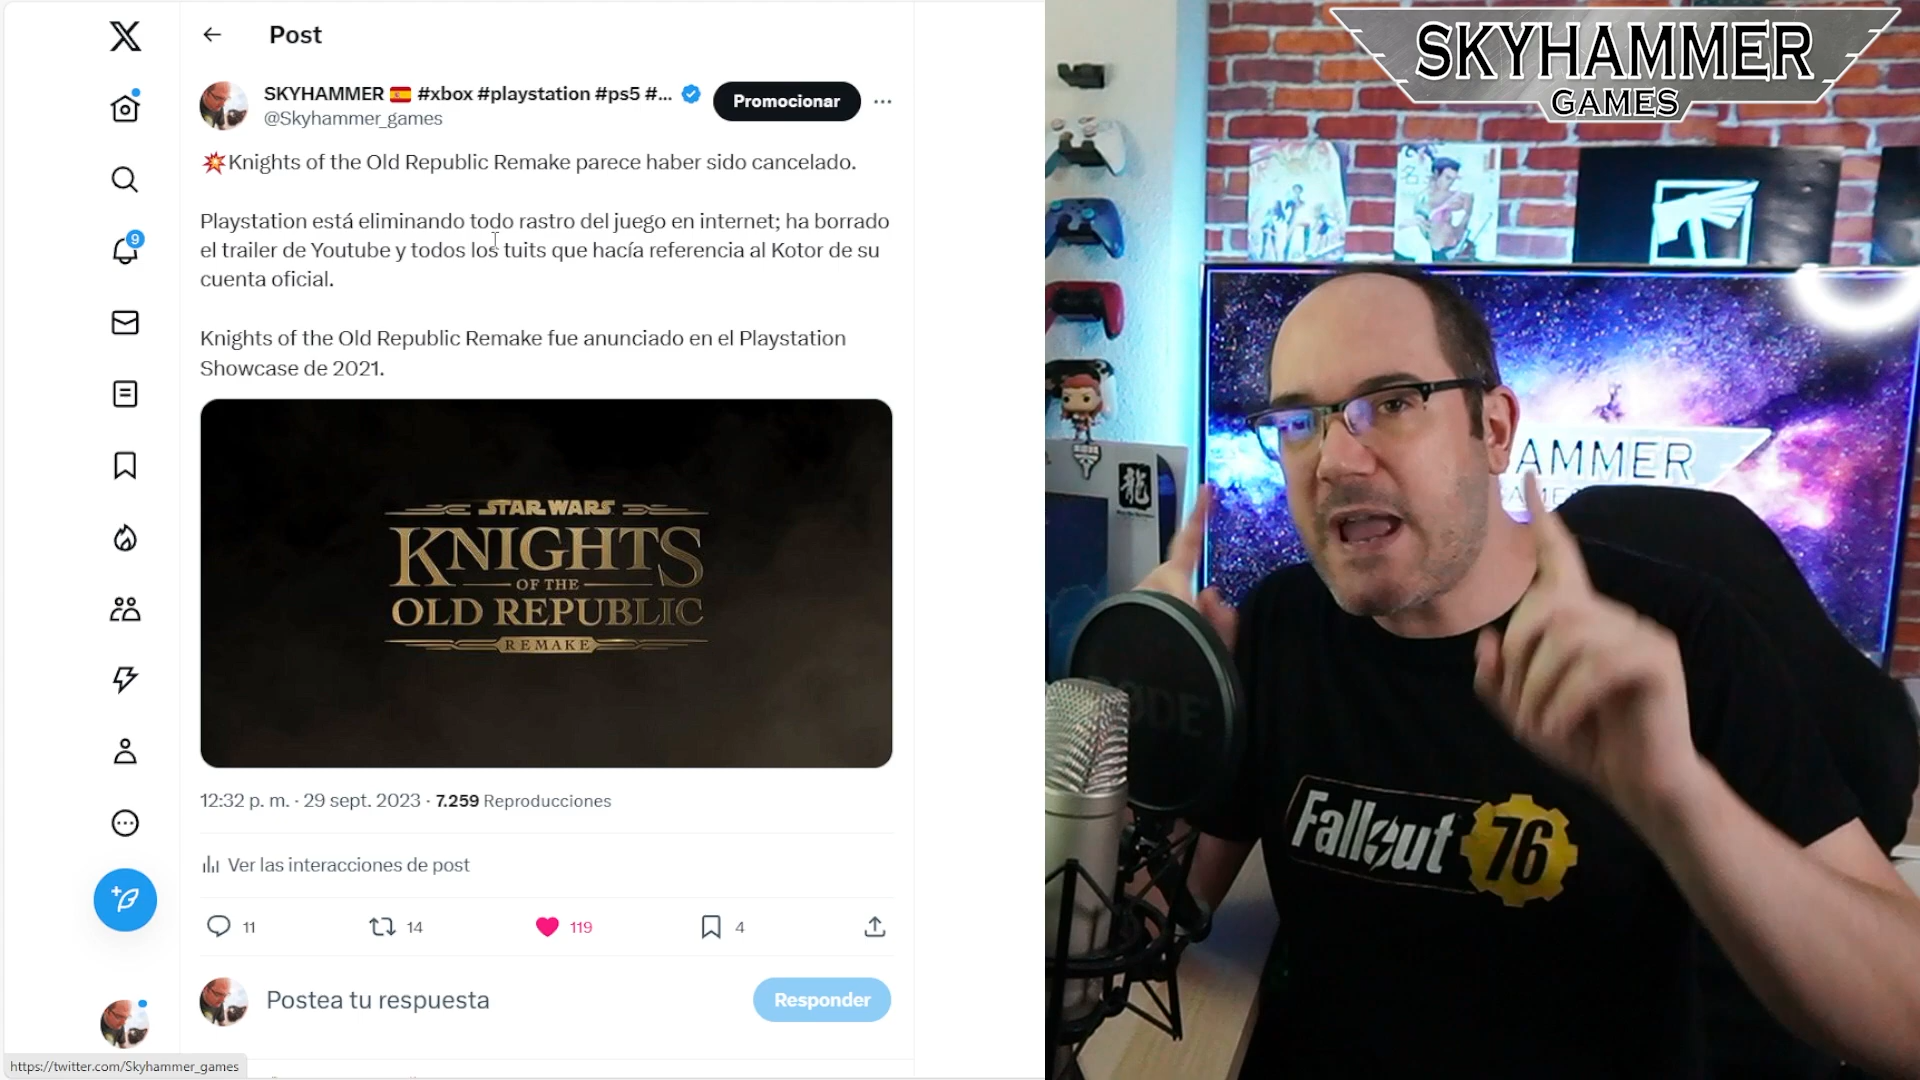 Post
SKYHAMMER 🇪🇸 #xbox #playstation #ps5 #...
Promocionar
@Skyhammer_games
💥Knights of the Old Republic Remake parece haber sido cancelado.
Playstation está eliminando todo rastro del juego en internet; ha borrado
el trailer de Youtube y todos los tuits que hacía referencia al Kotor de su
cuenta oficial.
Knights of the Old Republic Remake fue anunciado en el Playstation
Showcase de 2021.
STAR WARS
KNIGHTS
OF THE
OLD REPUBLIC
REMAKE
12:32 p. m. · 29 sept. 2023 · 7.259 Reproducciones
Ver las interacciones de post
11
14
119
4
Postea tu respuesta
Responder
9
https://twitter.com/Skyhammer_games
SKYHAMMER
GAMES
AMMER
RODE
Fallout 76